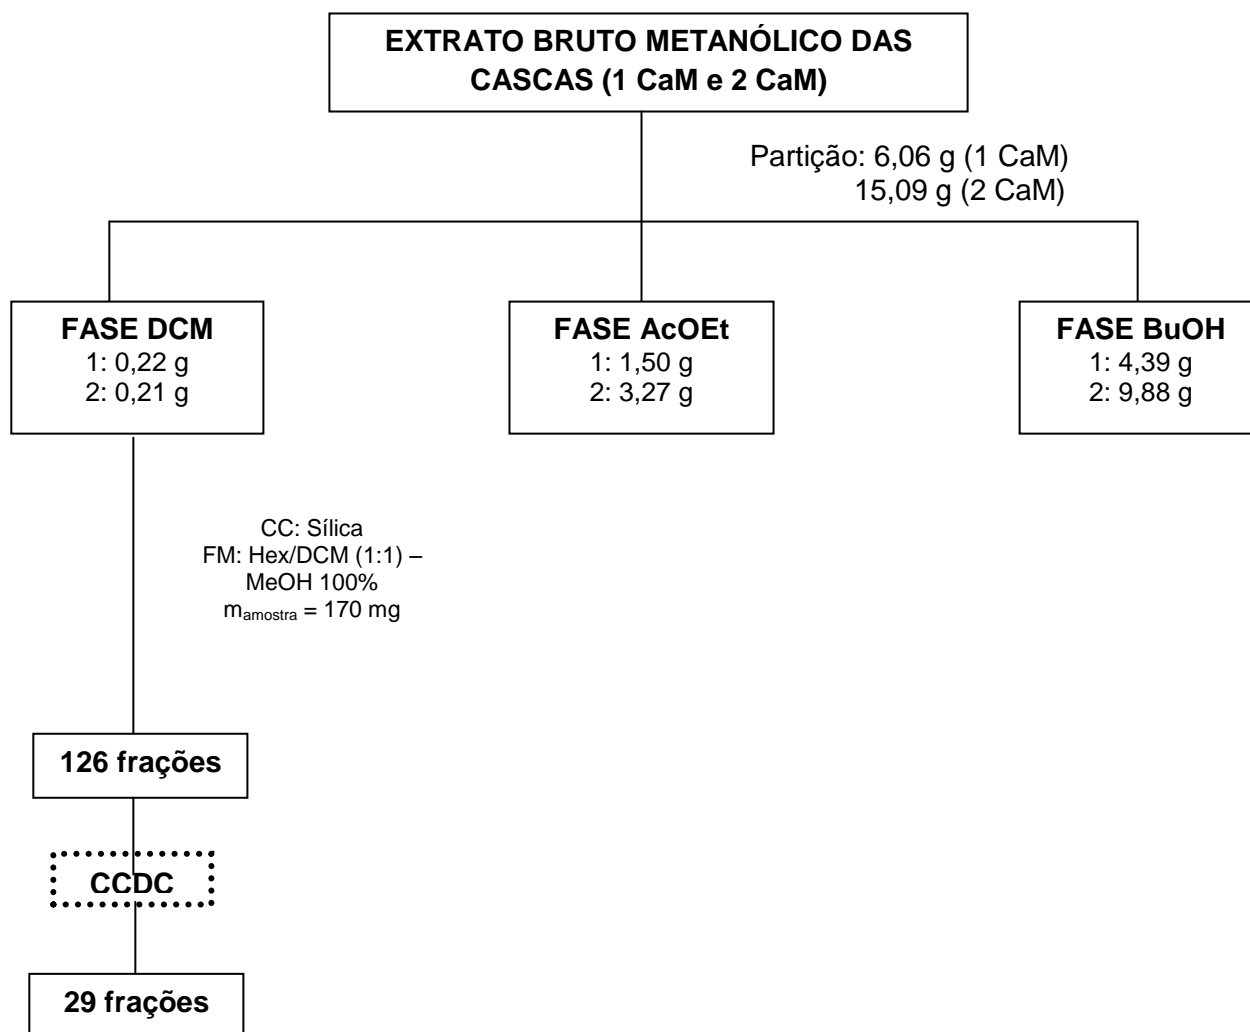 EXTRATO BRUTO METANÓLICO DAS
CASCAS (1 CaM e 2 CaM)
Partição: 6,06 g (1 CaM)
15,09 g (2 CaM)
FASE DCM
1: 0,22 g
2: 0,21 g
FASE AcOEt
1: 1,50 g
2: 3,27 g
FASE BuOH
1: 4,39 g
2: 9,88 g
CC: Sílica
FM: Hex/DCM (1:1) –
MeOH 100%
mamostra = 170 mg
126 frações
CCDC
29 frações